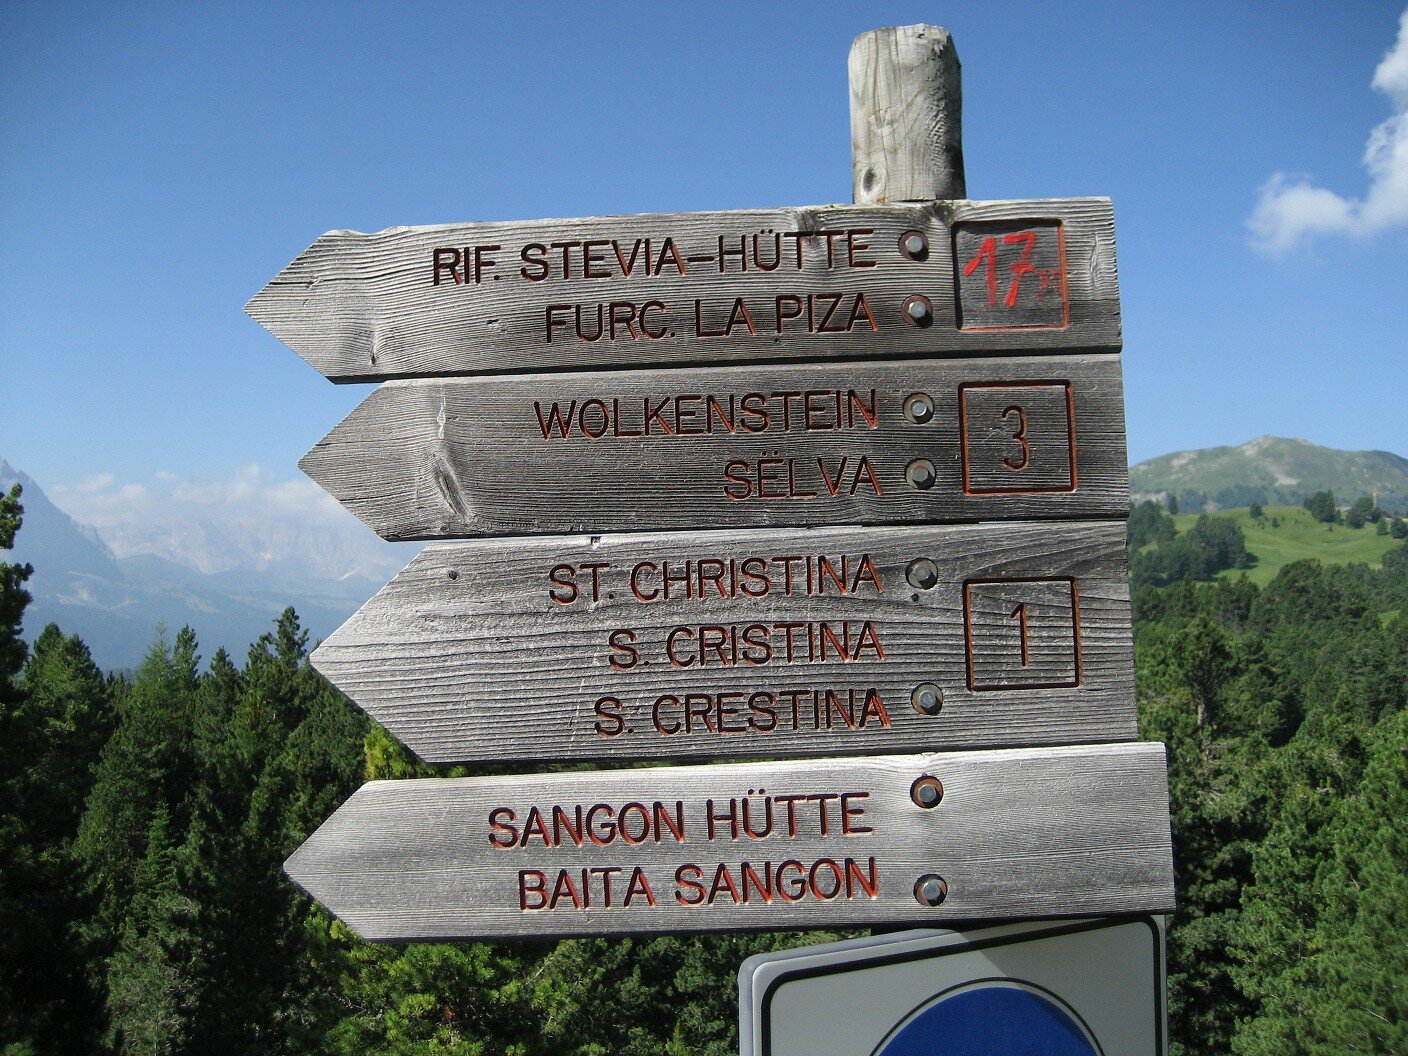 RIF. STEVIA-HÜTTE 17
FURC. LA PIZA
WOLKENSTEIN
SËLVA 3
ST. CHRISTINA
S. CRISTINA 1
S. CRESTINA
SANGON HÜTTE
BAITA SANGON